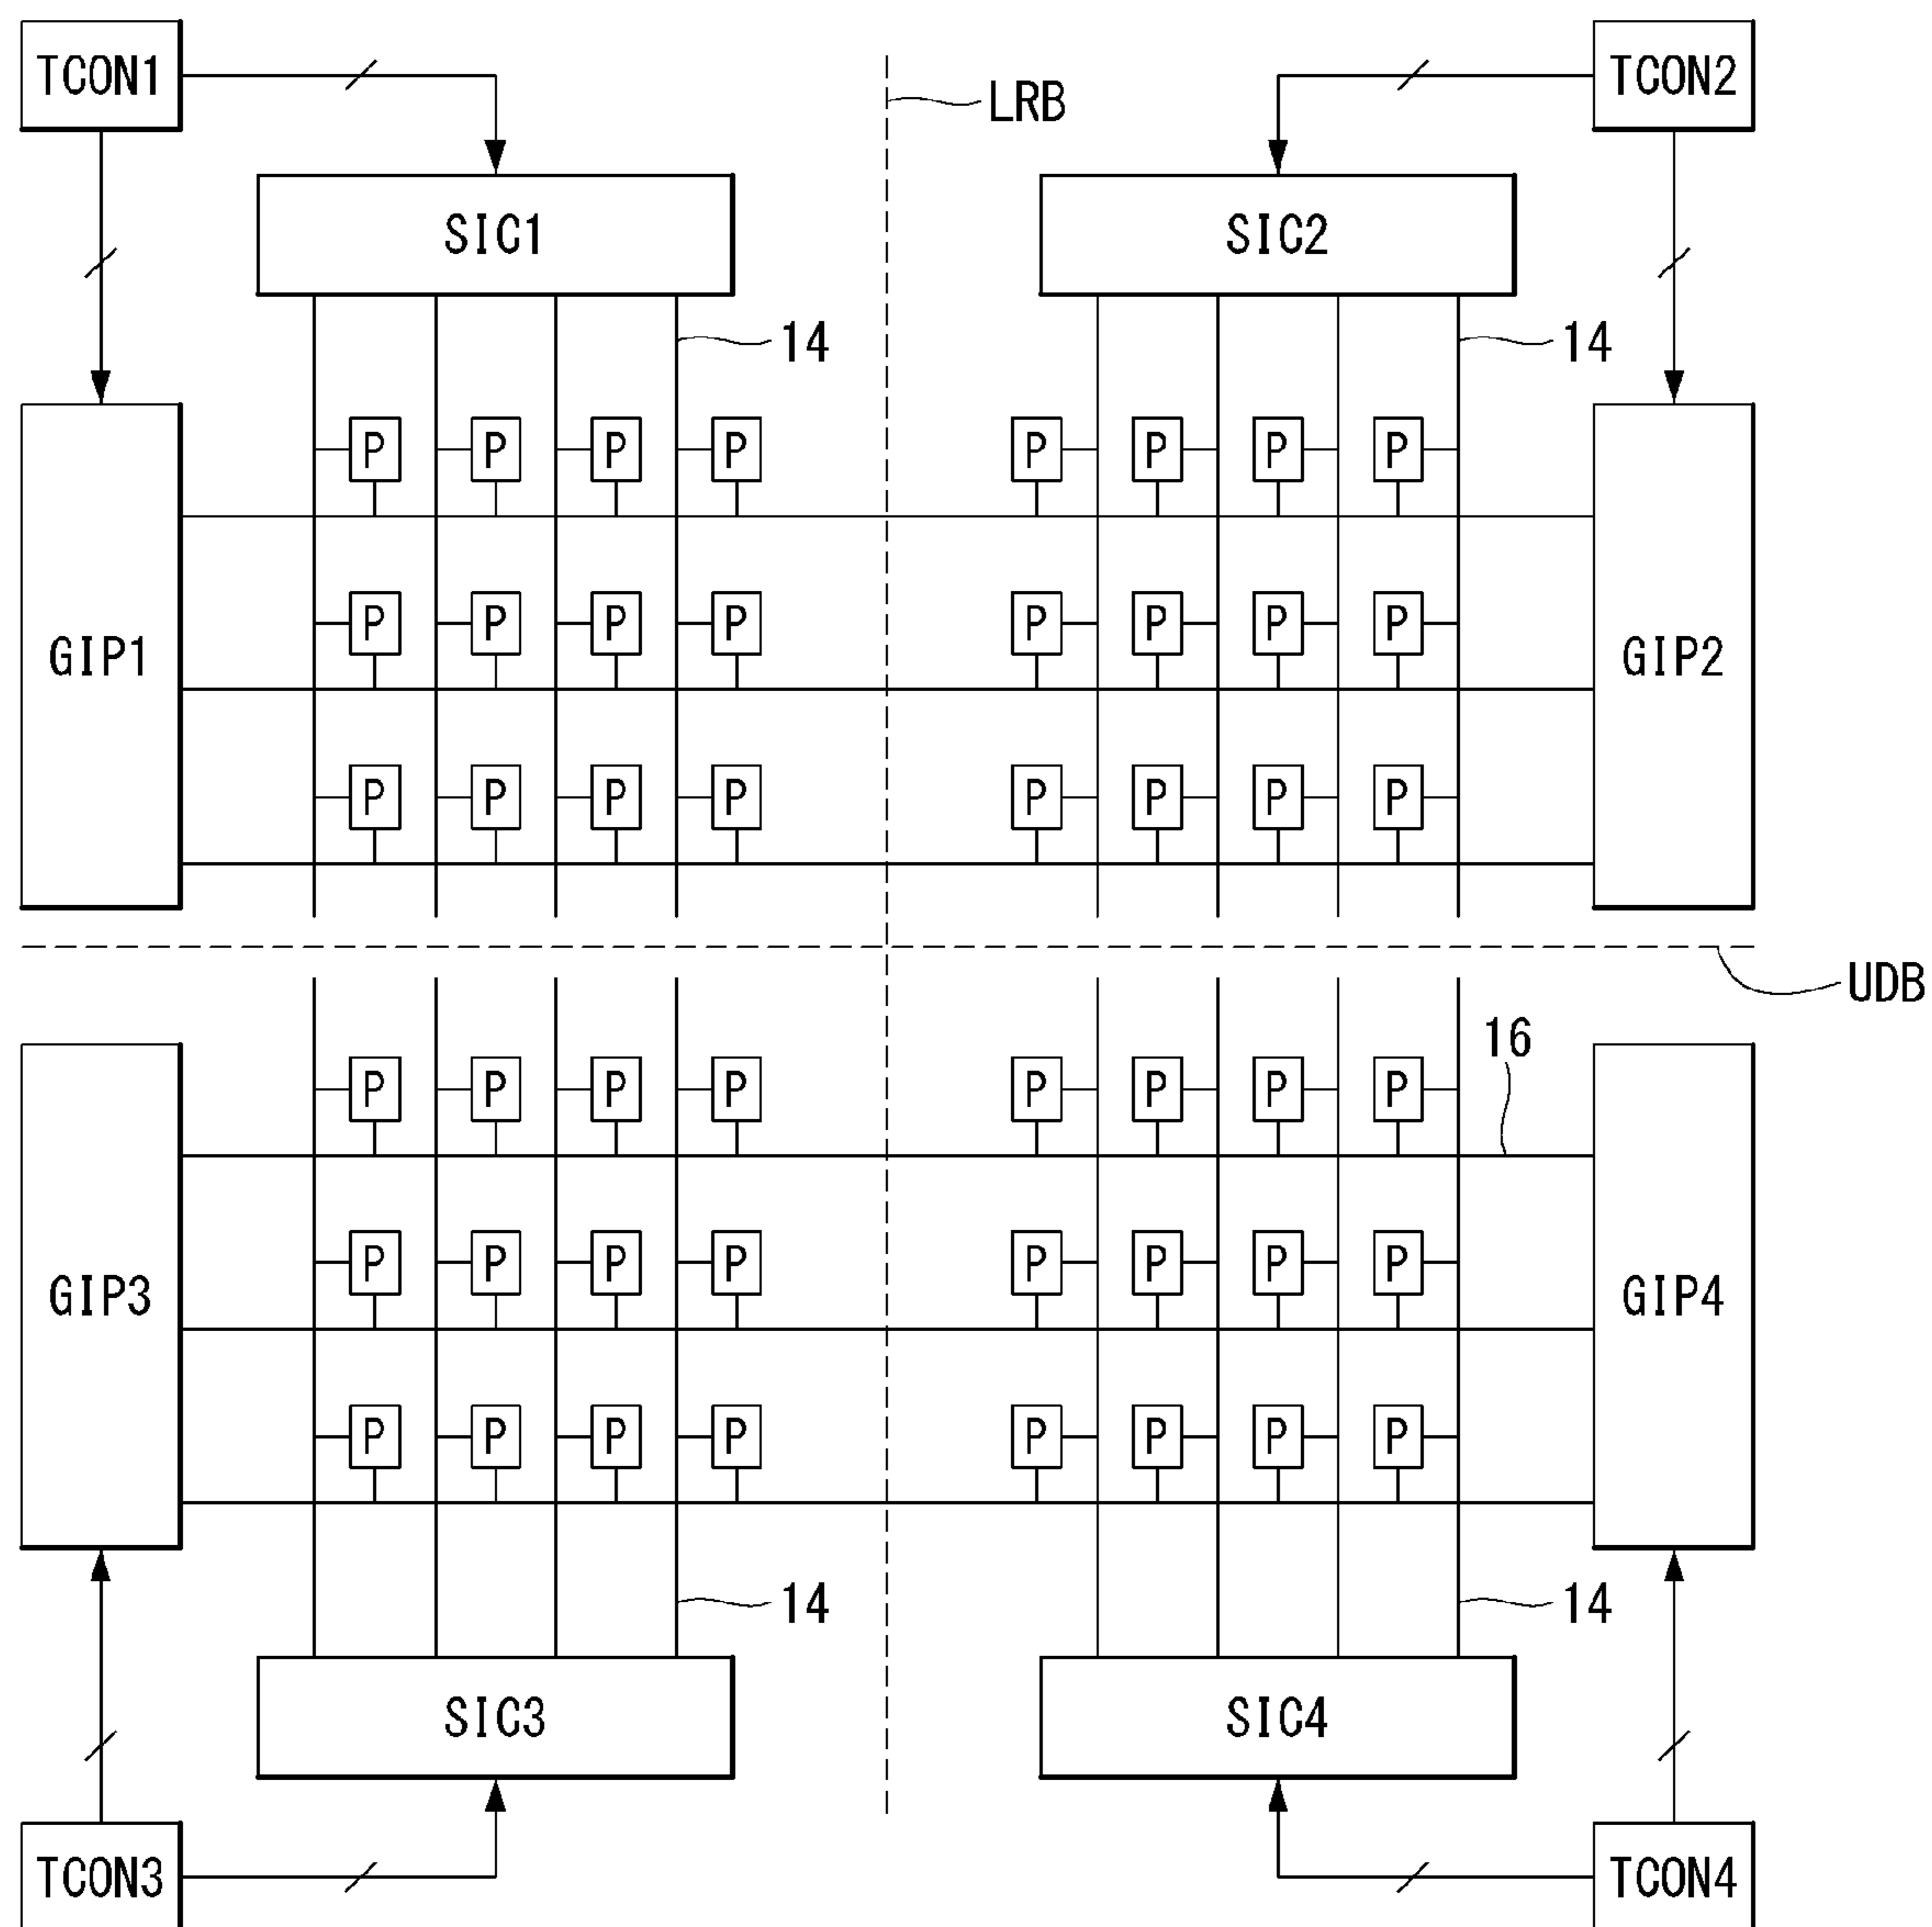 TCON1 TCON2
LRB
SIC1 SIC2
14 14
P P P P P P P P
GIP1 P P P P P P P P GIP2
P P P P P P P P
UDB
16
P P P P P P P P
GIP3 P P P P P P P P GIP4
P P P P P P P P
14 14
SIC3 SIC4
TCON3 TCON4